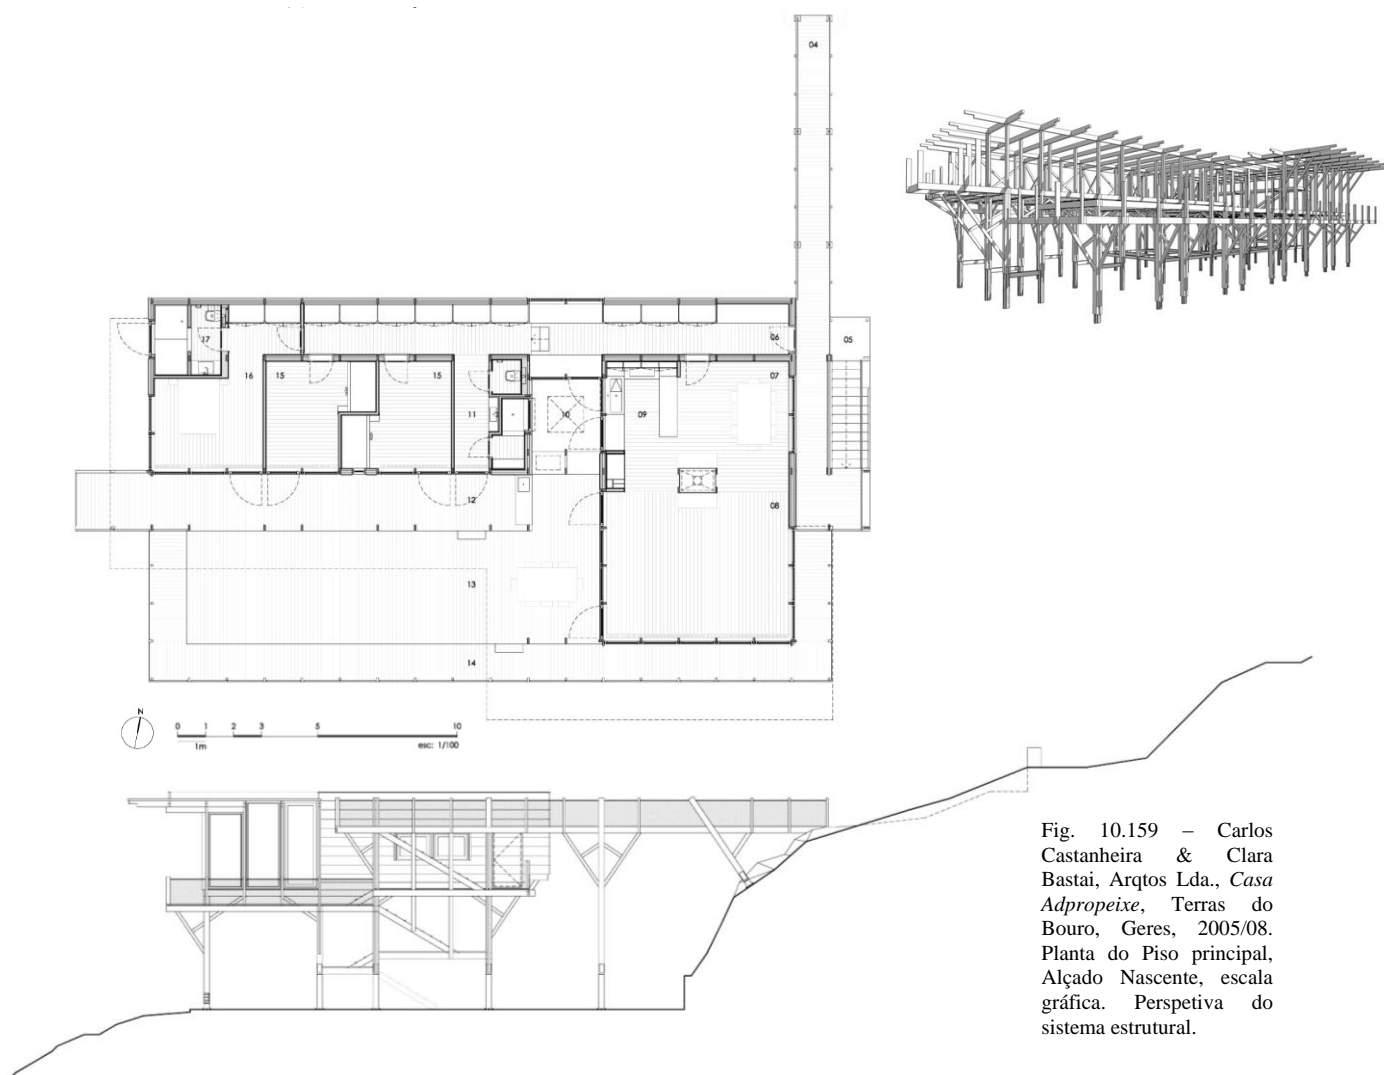 04
06
05
17
16
15
15
07
11
10
09
12
08
13
14
N
0 1 2 3 5 10
1m
esc: 1/100
Fig. 10.159 – Carlos
Castanheira & Clara
Bastai, Arqtos Lda., Casa
Adpropeixe, Terras do
Bouro, Geres, 2005/08.
Planta do Piso principal,
Alçado Nascente, escala
gráfica. Perspetiva do
sistema estrutural.